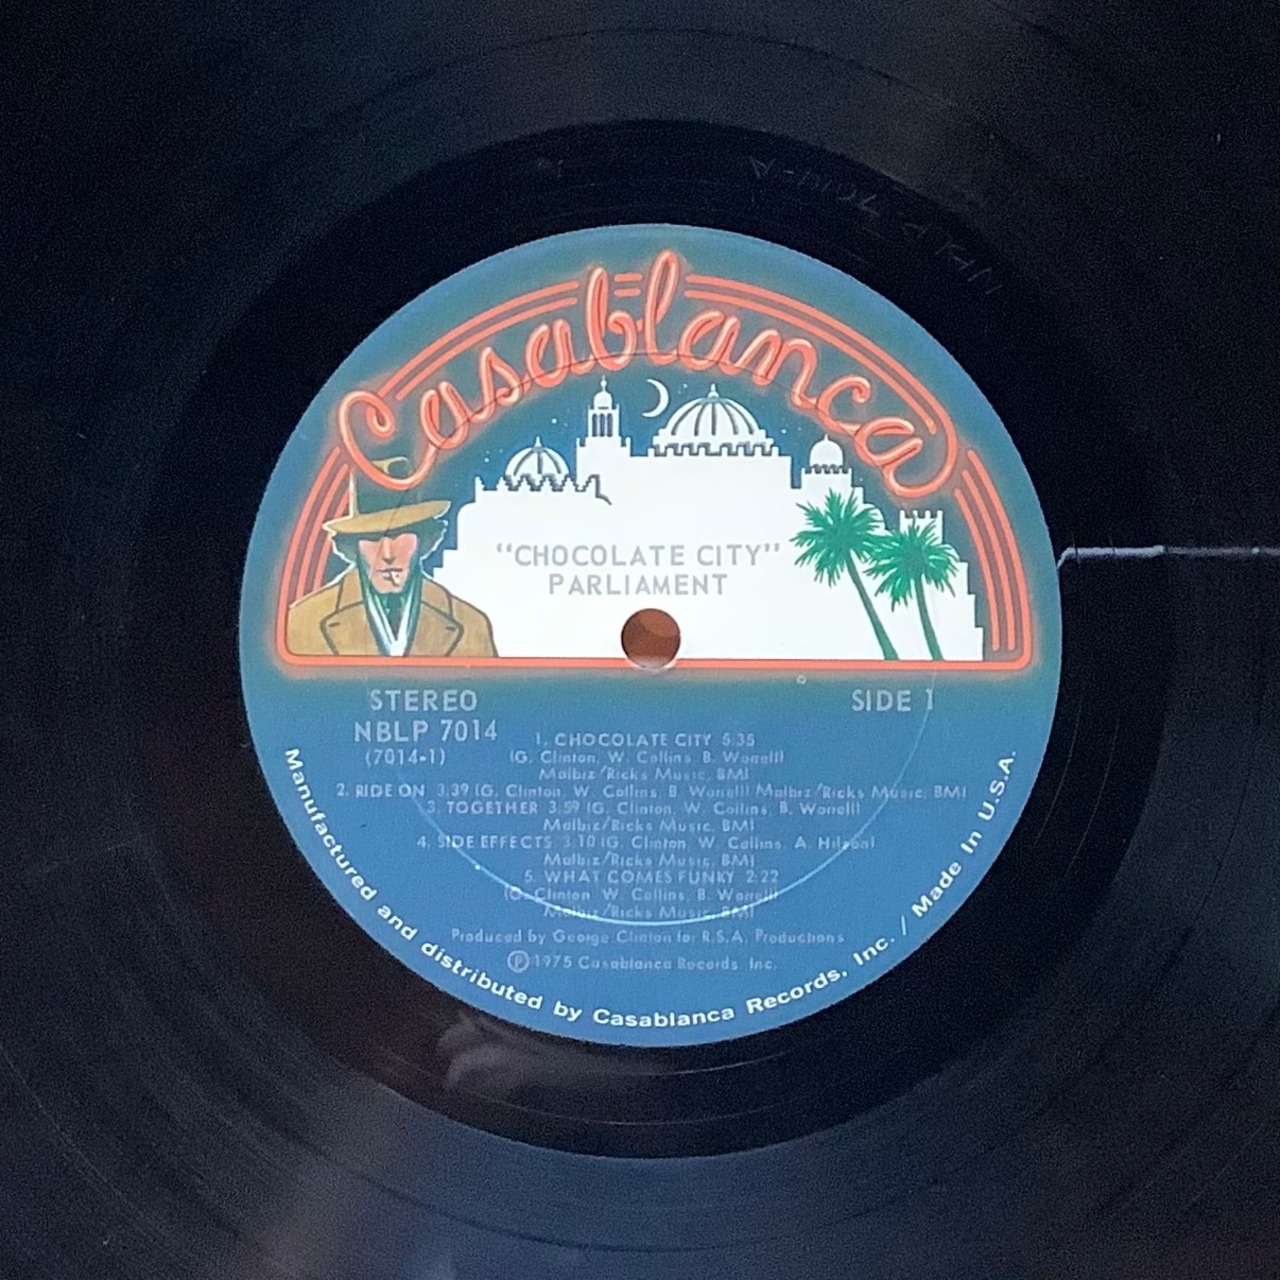 Casablanca
"CHOCOLATE CITY"
PARLIAMENT
STEREO
SIDE 1
NBLP 7014
(7014-1)
1. CHOCOLATE CITY 5:35
(G. Clinton, W. Collins, B. Worrell)
Malbiz/Ricks Music, BMI
2. RIDE ON 3:39 (G. Clinton, W. Collins, B. Worrell) Malbiz/Ricks Music, BMI
3. TOGETHER 3:59 (G. Clinton, W. Collins, B. Worrell)
Malbiz/Ricks Music, BMI
4. SIDE EFFECTS 3:10 (G. Clinton, W. Collins, A. Hilson)
Malbiz/Ricks Music, BMI
5. WHAT COMES FUNKY 2:22
(G. Clinton, W. Collins, B. Worrell)
Malbiz/Ricks Music, BMI
Produced by George Clinton for R.S.A. Productions
Ⓟ1975 Casablanca Records, Inc.
Manufactured and distributed by Casablanca Records, Inc. / Made In U.S.A.